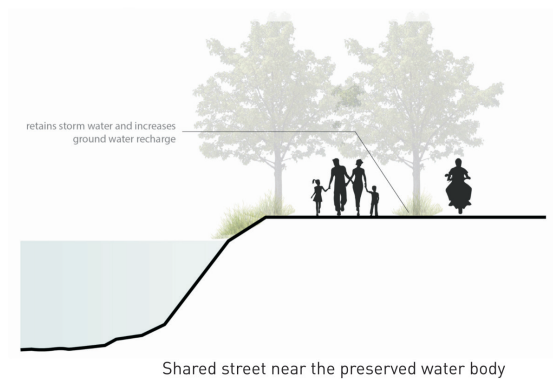 retains storm water and increases
ground water recharge
Shared street near the preserved water body